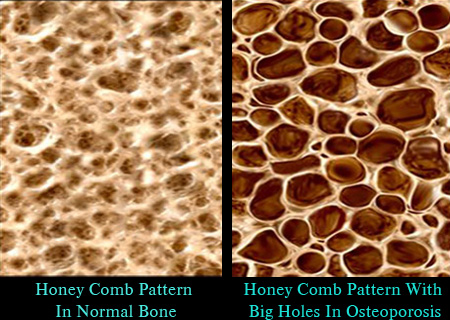 Honey Comb Pattern
In Normal Bone
Honey Comb Pattern With
Big Holes In Osteoporosis